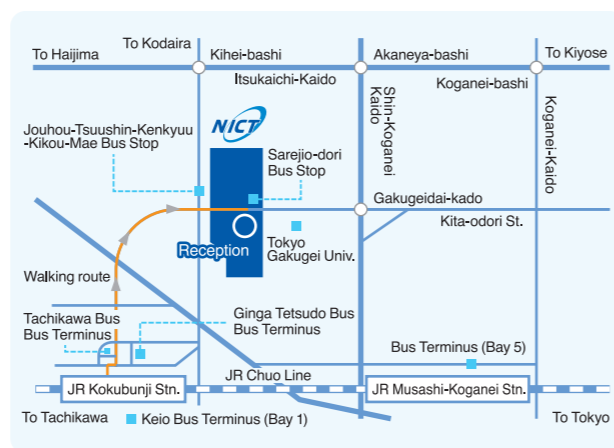 To Haijima
To Kodaira
Kihei-bashi
Akaneya-bashi
To Kiyose
Itsukaichi-Kaido
Koganei-bashi
Shin-Koganei
Kaido
Koganei-Kaido
NICT
Jouhou-Tsuushin-Kenkyuu
-Kikou-Mae Bus Stop
Sarejio-dori
Bus Stop
Gakugeidai-kado
Kita-odori St.
Reception
Tokyo
Gakugei Univ.
Walking route
Tachikawa Bus
Bus Terminus
Ginga Tetsudo Bus
Bus Terminus
Bus Terminus (Bay 5)
JR Kokubunji Stn.
JR Chuo Line
JR Musashi-Koganei Stn.
To Tachikawa
Keio Bus Terminus (Bay 1)
To Tokyo